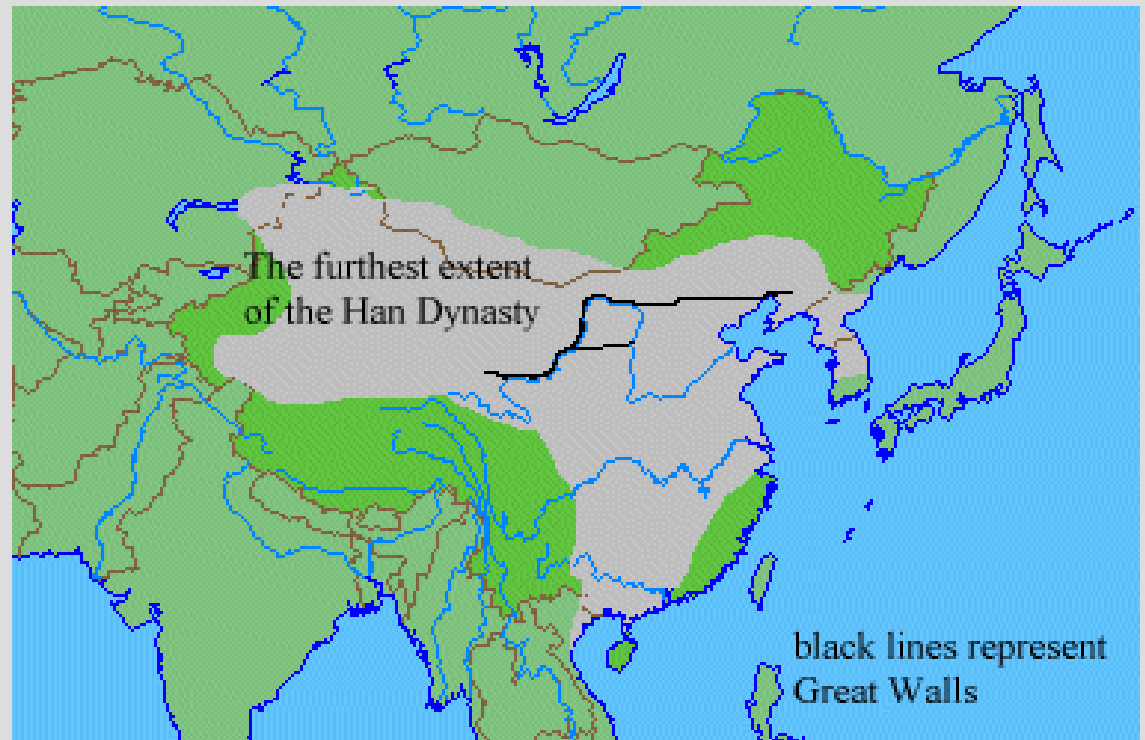 The furthest extent
of the Han Dynasty
black lines represent
Great Walls